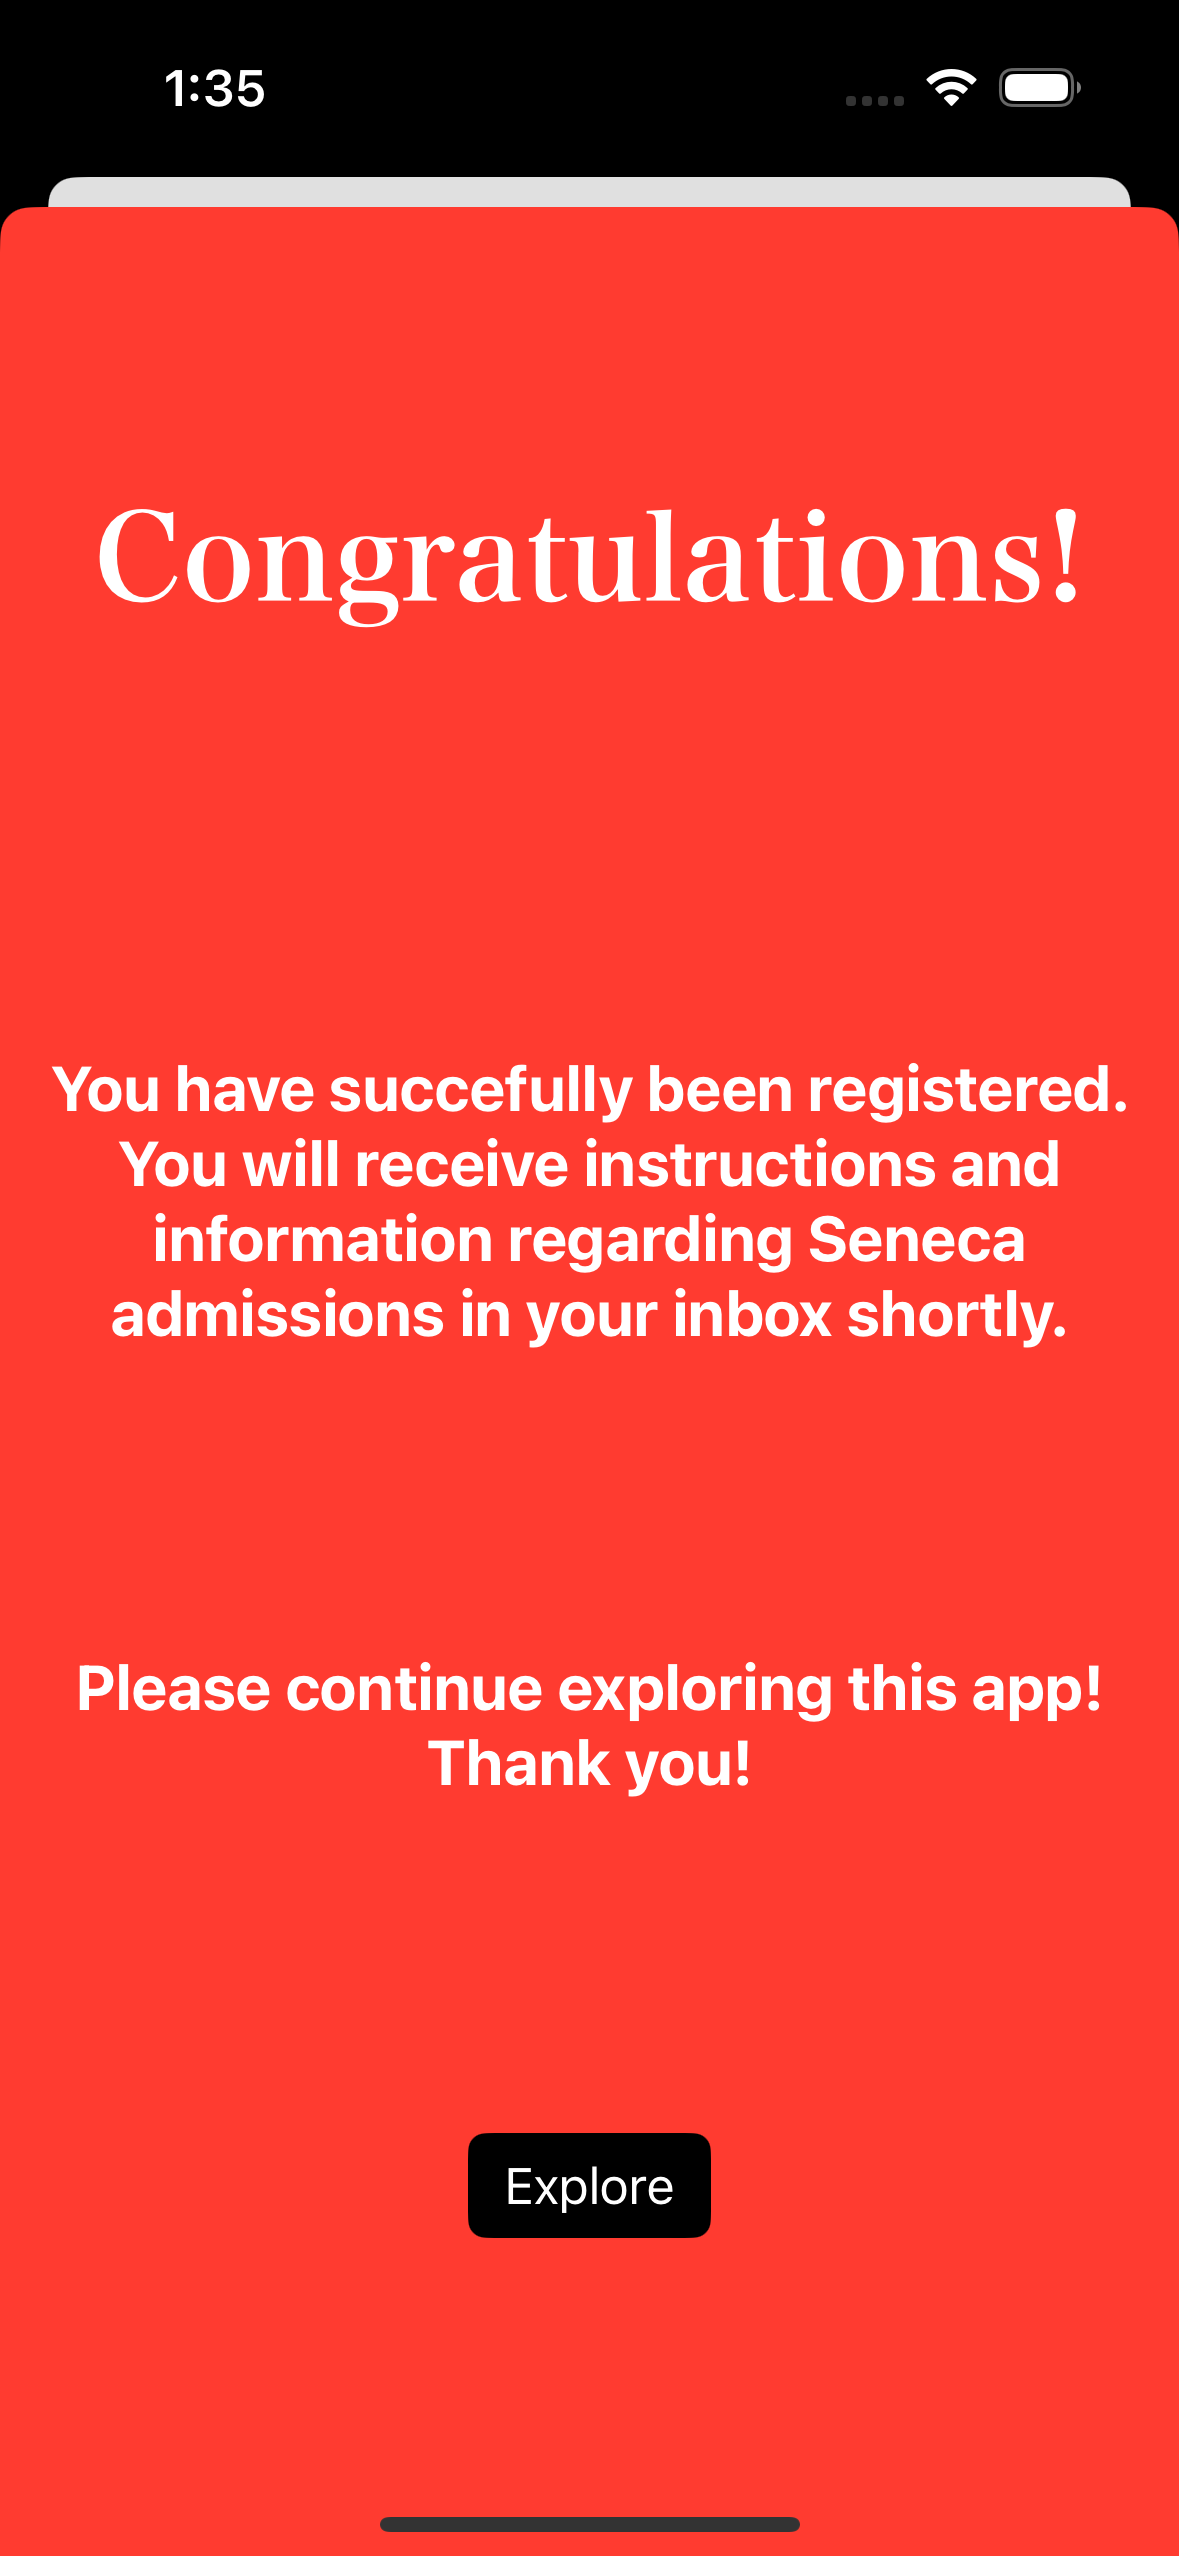 1:35
Congratulations!
You have succefully been registered.
You will receive instructions and
information regarding Seneca
admissions in your inbox shortly.
Please continue exploring this app!
Thank you!
Explore